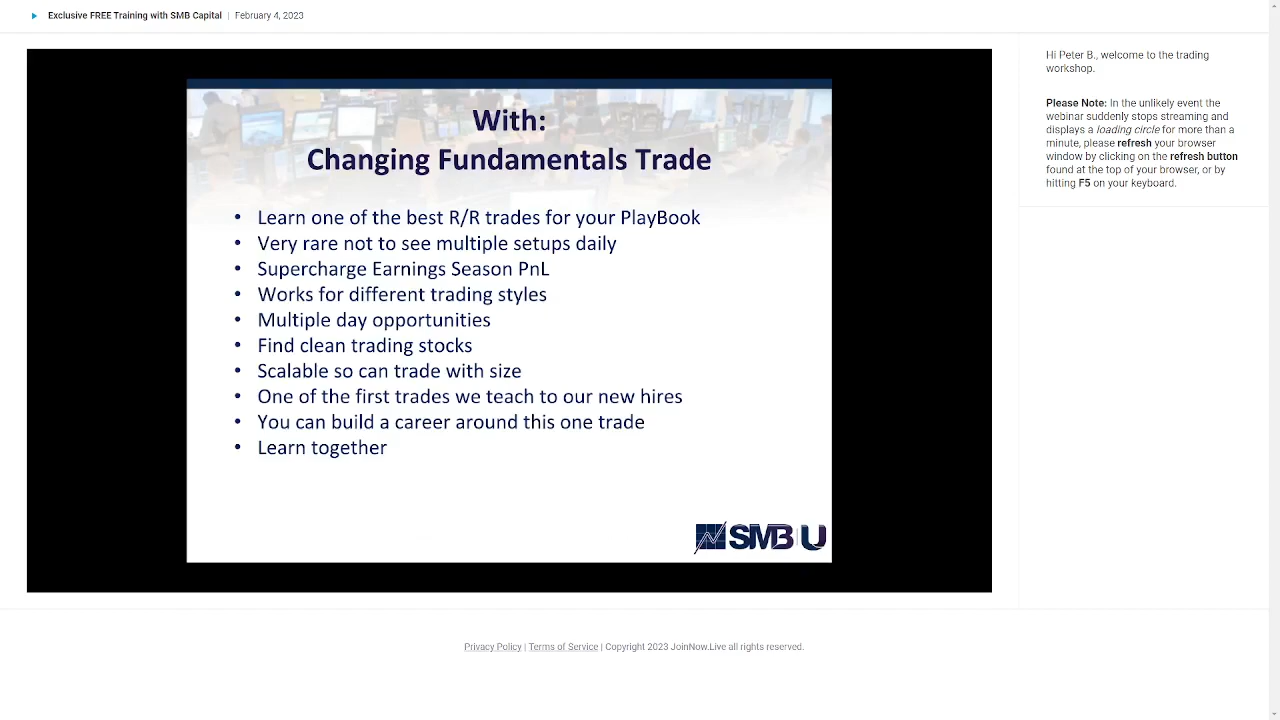 Exclusive FREE Training with SMB Capital | February 4, 2023
With:
Changing Fundamentals Trade
• Learn one of the best R/R trades for your PlayBook
• Very rare not to see multiple setups daily
• Supercharge Earnings Season PnL
• Works for different trading styles
• Multiple day opportunities
• Find clean trading stocks
• Scalable so can trade with size
• One of the first trades we teach to our new hires
• You can build a career around this one trade
• Learn together
SMB U
Hi Peter B., welcome to the trading
workshop.
Please Note: In the unlikely event the
webinar suddenly stops streaming and
displays a loading circle for more than a
minute, please refresh your browser
window by clicking on the refresh button
found at the top of your browser, or by
hitting F5 on your keyboard.
Privacy Policy | Terms of Service | Copyright 2023 JoinNow.Live all rights reserved.